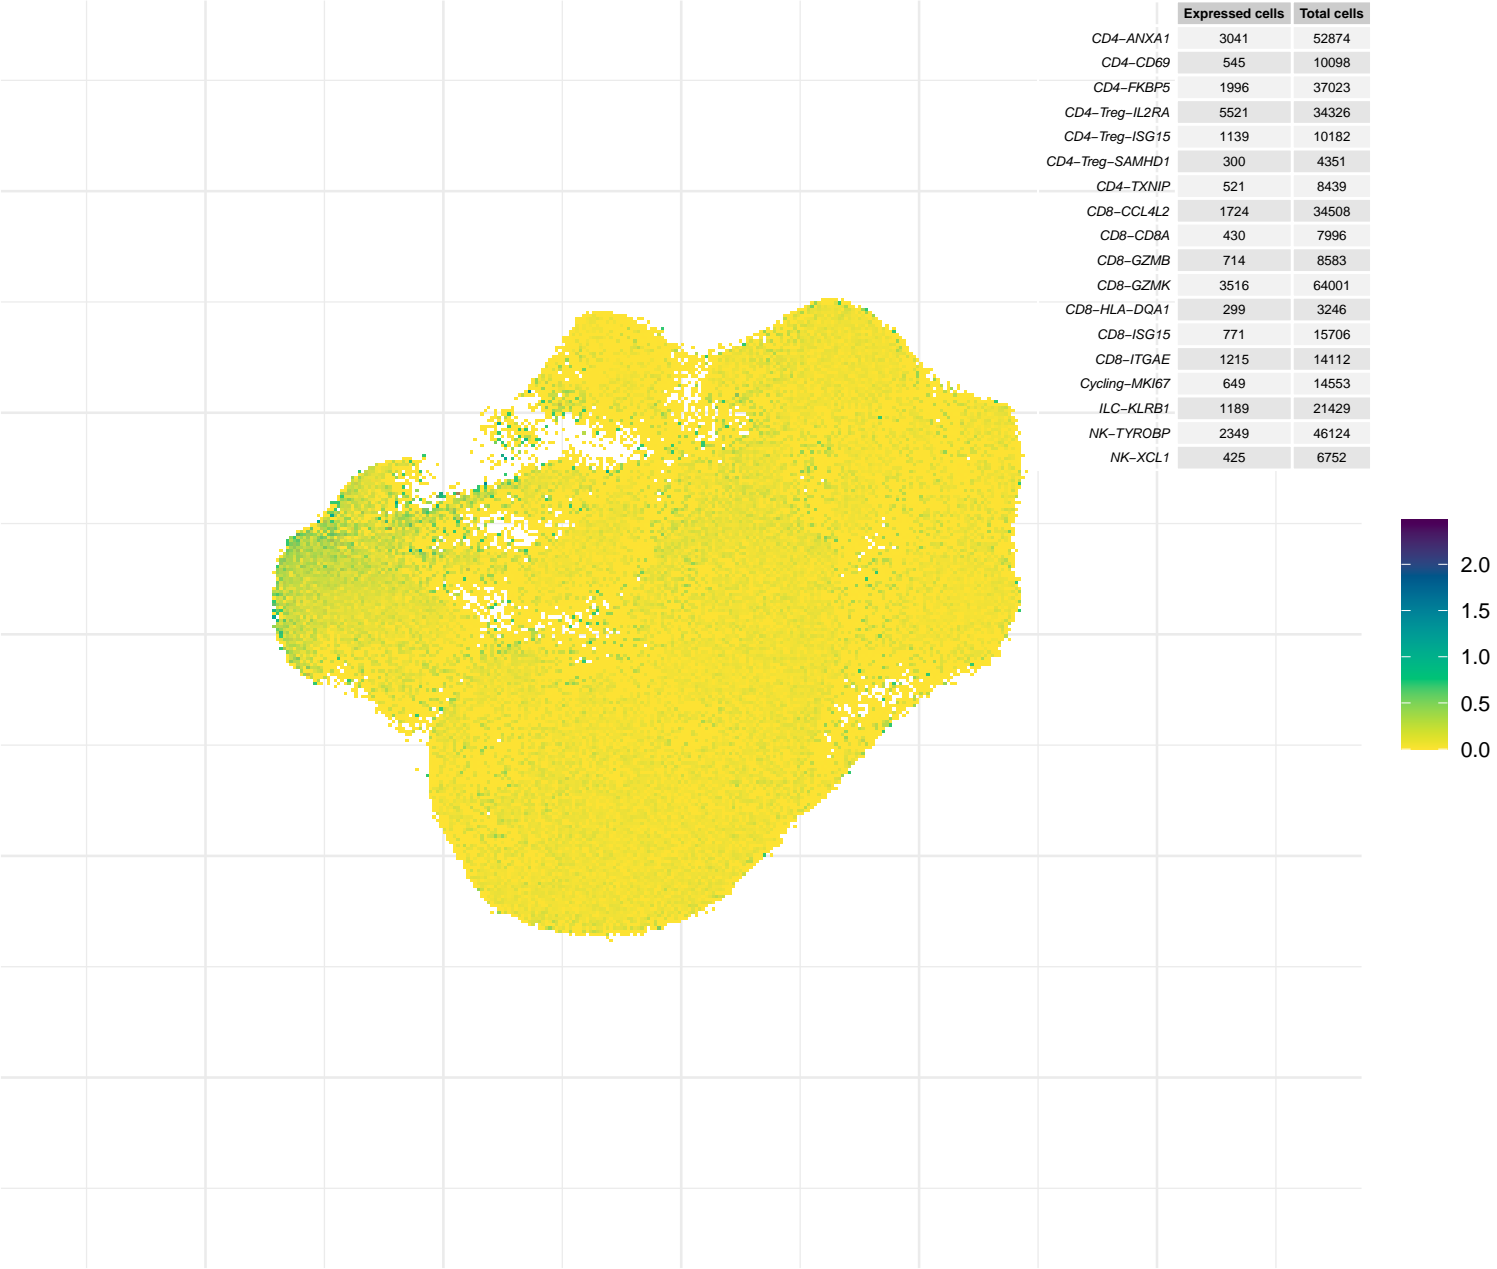 Expressed cells Total cells
CD4−ANXA1 3041 52874
CD4−CD69 545 10098
CD4−FKBP5 1996 37023
CD4−Treg−IL2RA 5521 34326
CD4−Treg−ISG15 1139 10182
CD4−Treg−SAMHD1 300 4351
CD4−TXNIP 521 8439
CD8−CCL4L2 1724 34508
CD8−CD8A 430 7996
CD8−GZMB 714 8583
CD8−GZMK 3516 64001
CD8−HLA−DQA1 299 3246
CD8−ISG15 771 15706
CD8−ITGAE 1215 14112
Cycling−MKI67 649 14553
ILC−KLRB1 1189 21429
NK−TYROBP 2349 46124
NK−XCL1 425 6752
2.0
1.5
1.0
0.5
0.0